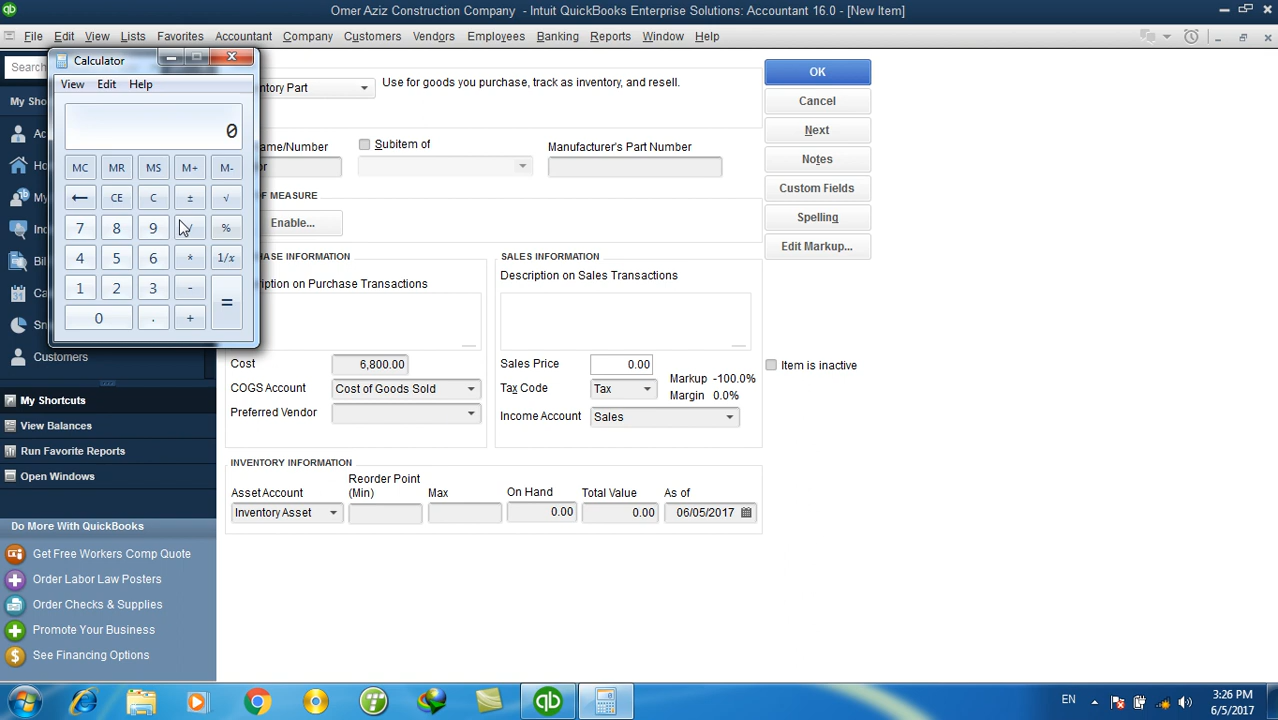 Omer Aziz Construction Company - Intuit QuickBooks Enterprise Solutions: Accountant 16.0 - [New Item]
File Edit View Lists Favorites Accountant Company Customers Vendors Employees Banking Reports Window Help
Search
My Sho
Ac
Ho
My
In
Bil
Ca
Sn
Customers
My Shortcuts
View Balances
Run Favorite Reports
Open Windows
Do More With QuickBooks
Get Free Workers Comp Quote
Order Labor Law Posters
Order Checks & Supplies
Promote Your Business
See Financing Options
Calculator
View Edit Help
0
MC MR MS M+ M-
← CE C ± √
7 8 9 %
4 5 6 * 1/x
1 2 3 - =
0 . +
ntory Part
Use for goods you purchase, track as inventory, and resell.
ame/Number
or
Subitem of
Manufacturer's Part Number
OF MEASURE
Enable...
HASE INFORMATION
iption on Purchase Transactions
Cost 6,800.00
COGS Account Cost of Goods Sold
Preferred Vendor
SALES INFORMATION
Description on Sales Transactions
Sales Price 0.00
Tax Code Tax
Markup -100.0%
Margin 0.0%
Income Account Sales
INVENTORY INFORMATION
Asset Account Reorder Point (Min) Max On Hand Total Value As of
Inventory Asset 0.00 0.00 06/05/2017
OK
Cancel
Next
Notes
Custom Fields
Spelling
Edit Markup...
Item is inactive
EN
3:26 PM
6/5/2017